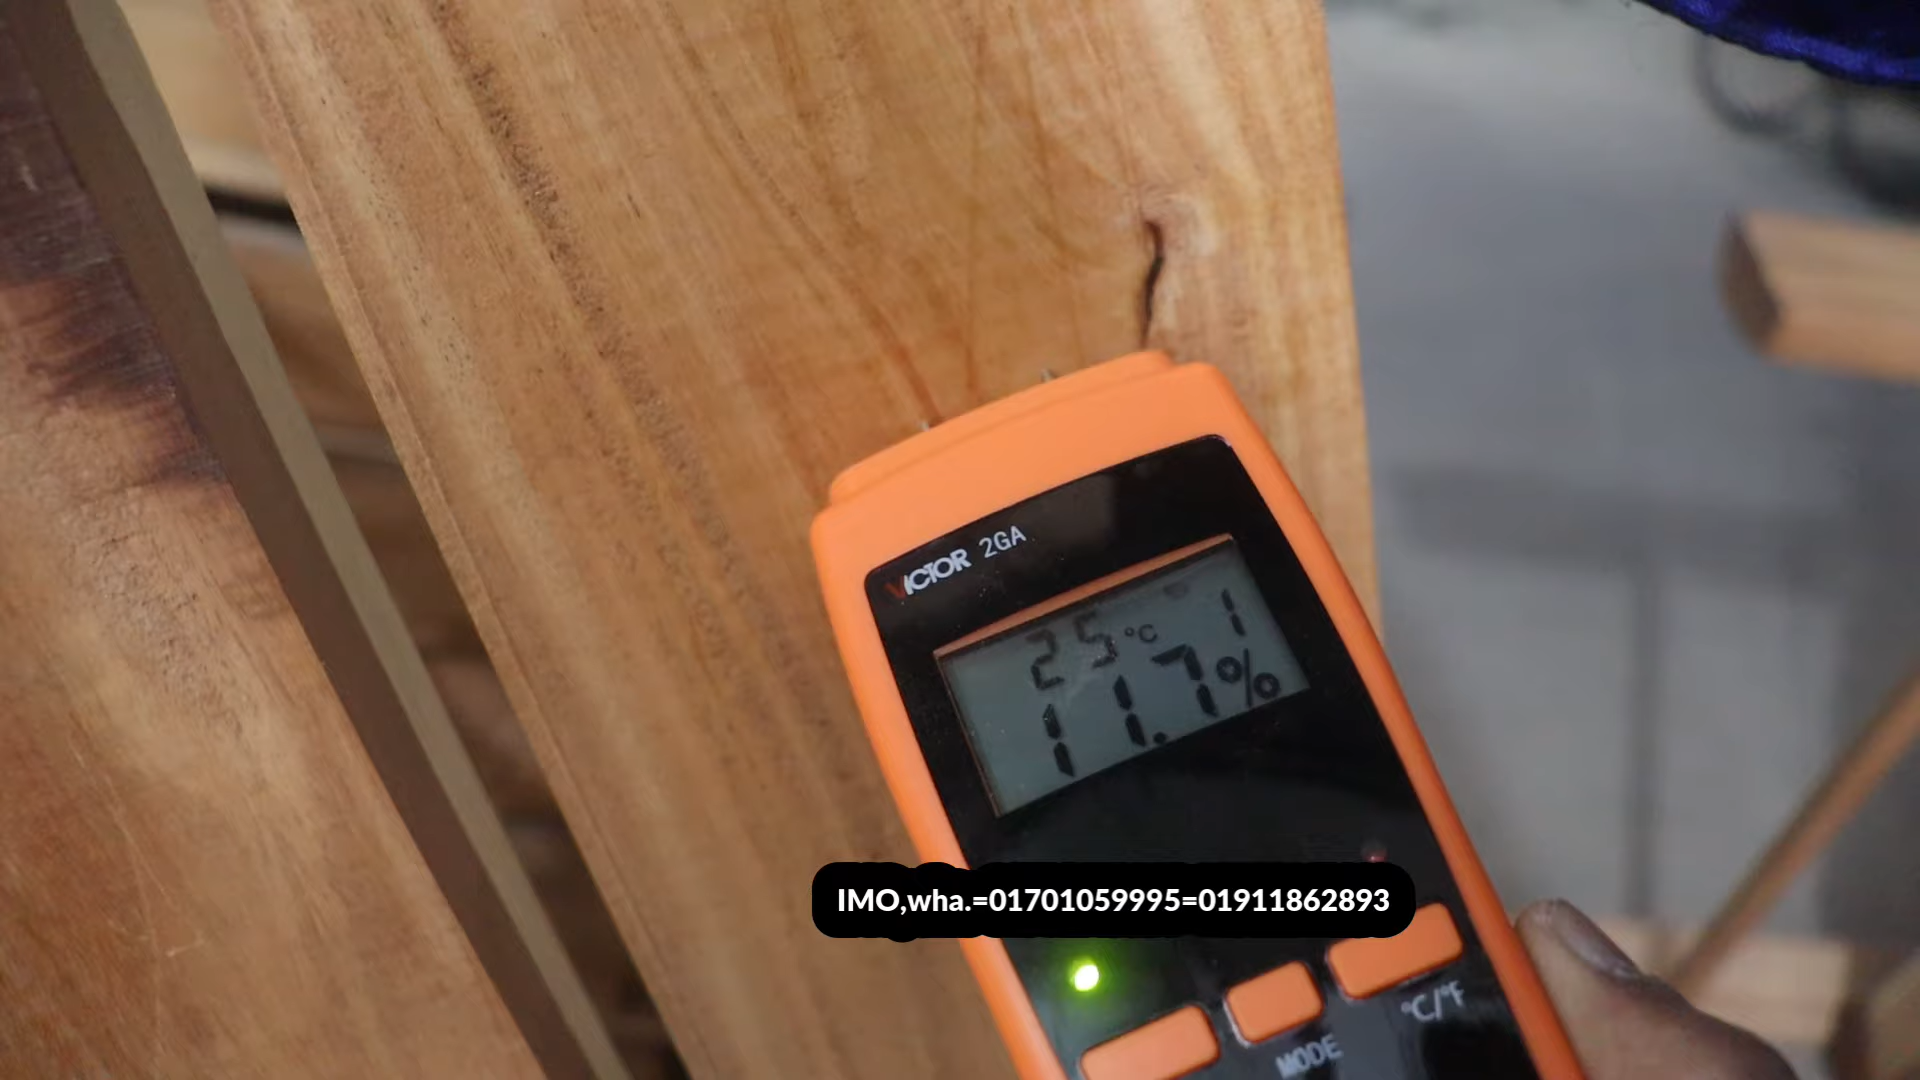 VICTOR 2GA
25 °C 1
11.7%
IMO,wha.=01701059995=01911862893
°C/°F
MODE